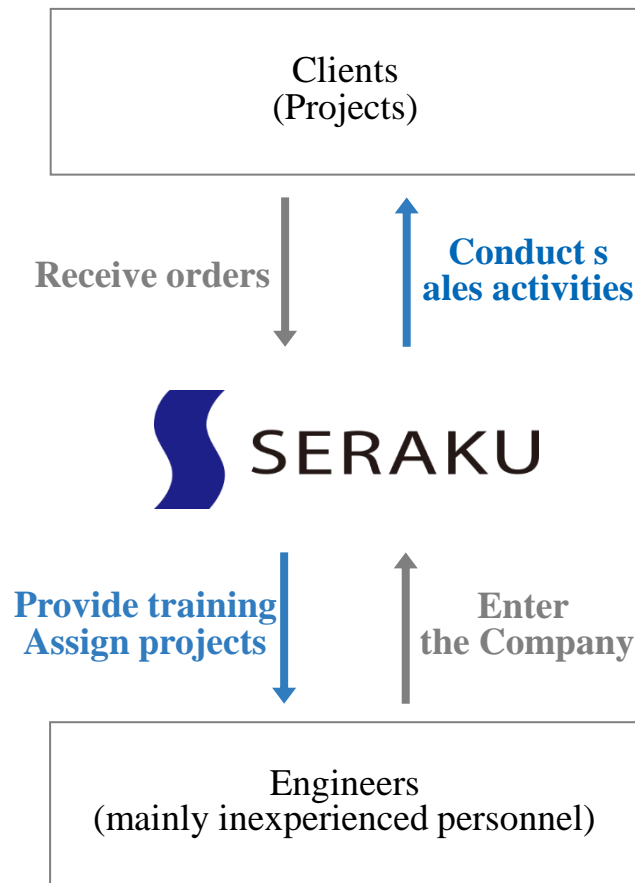 Clients
(Projects)
Receive orders
Conduct s
ales activities
SERAKU
Provide training
Assign projects
Enter
the Company
Engineers
(mainly inexperienced personnel)